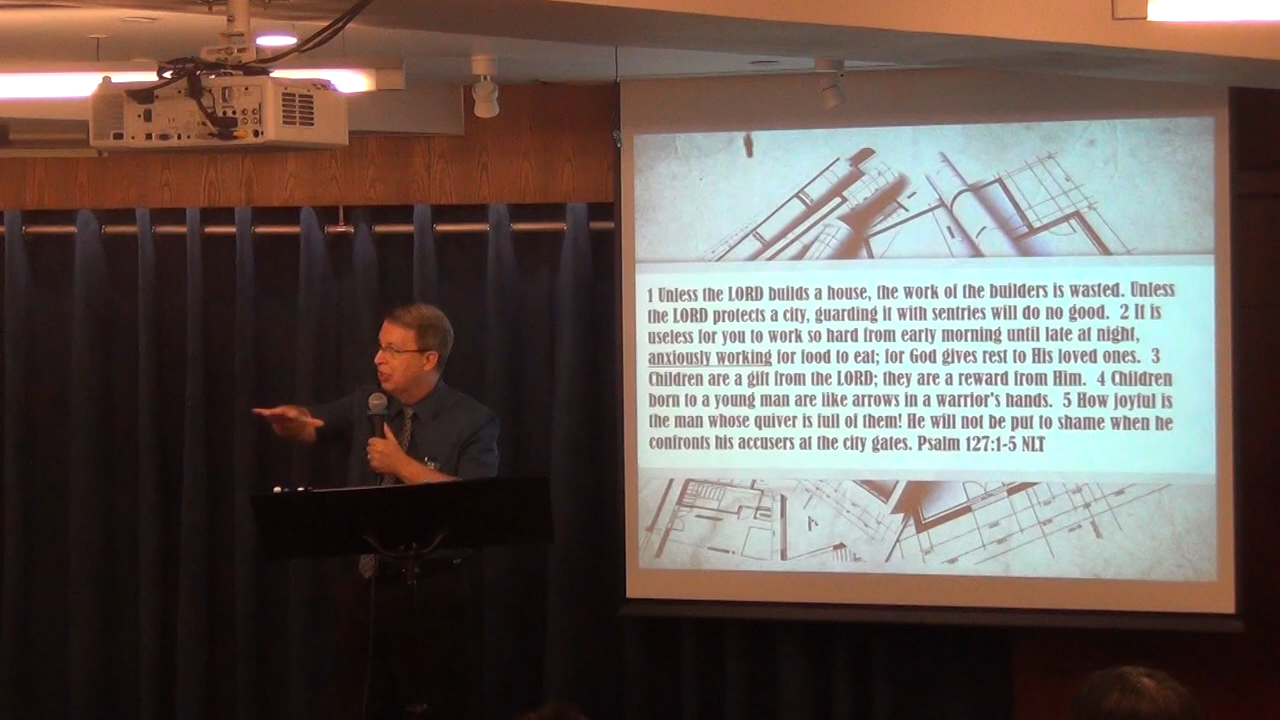 1 Unless the LORD builds a house, the work of the builders is wasted. Unless
the LORD protects a city, guarding it with sentries will do no good. 2 It is
useless for you to work so hard from early morning until late at night,
anxiously working for food to eat; for God gives rest to His loved ones. 3
Children are a gift from the LORD; they are a reward from Him. 4 Children
born to a young man are like arrows in a warrior's hands. 5 How joyful is
the man whose quiver is full of them! He will not be put to shame when he
confronts his accusers at the city gates. Psalm 127:1-5 NLT